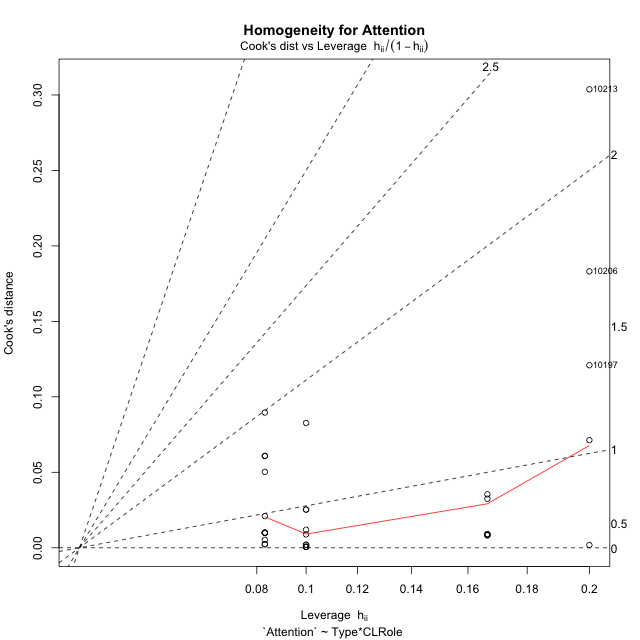 Homogeneity for Attention
Cook's dist vs Leverage hii/(1 − hii)
2.5
10213
0.30
2
0.25
10206
0.20
1.5
0.15
10197
0.10
1
0.05
0.5
0.00
0
Cook's distance
0.08 0.1 0.12 0.14 0.16 0.18 0.2
Leverage hii
`Attention` ~ Type*CLRole